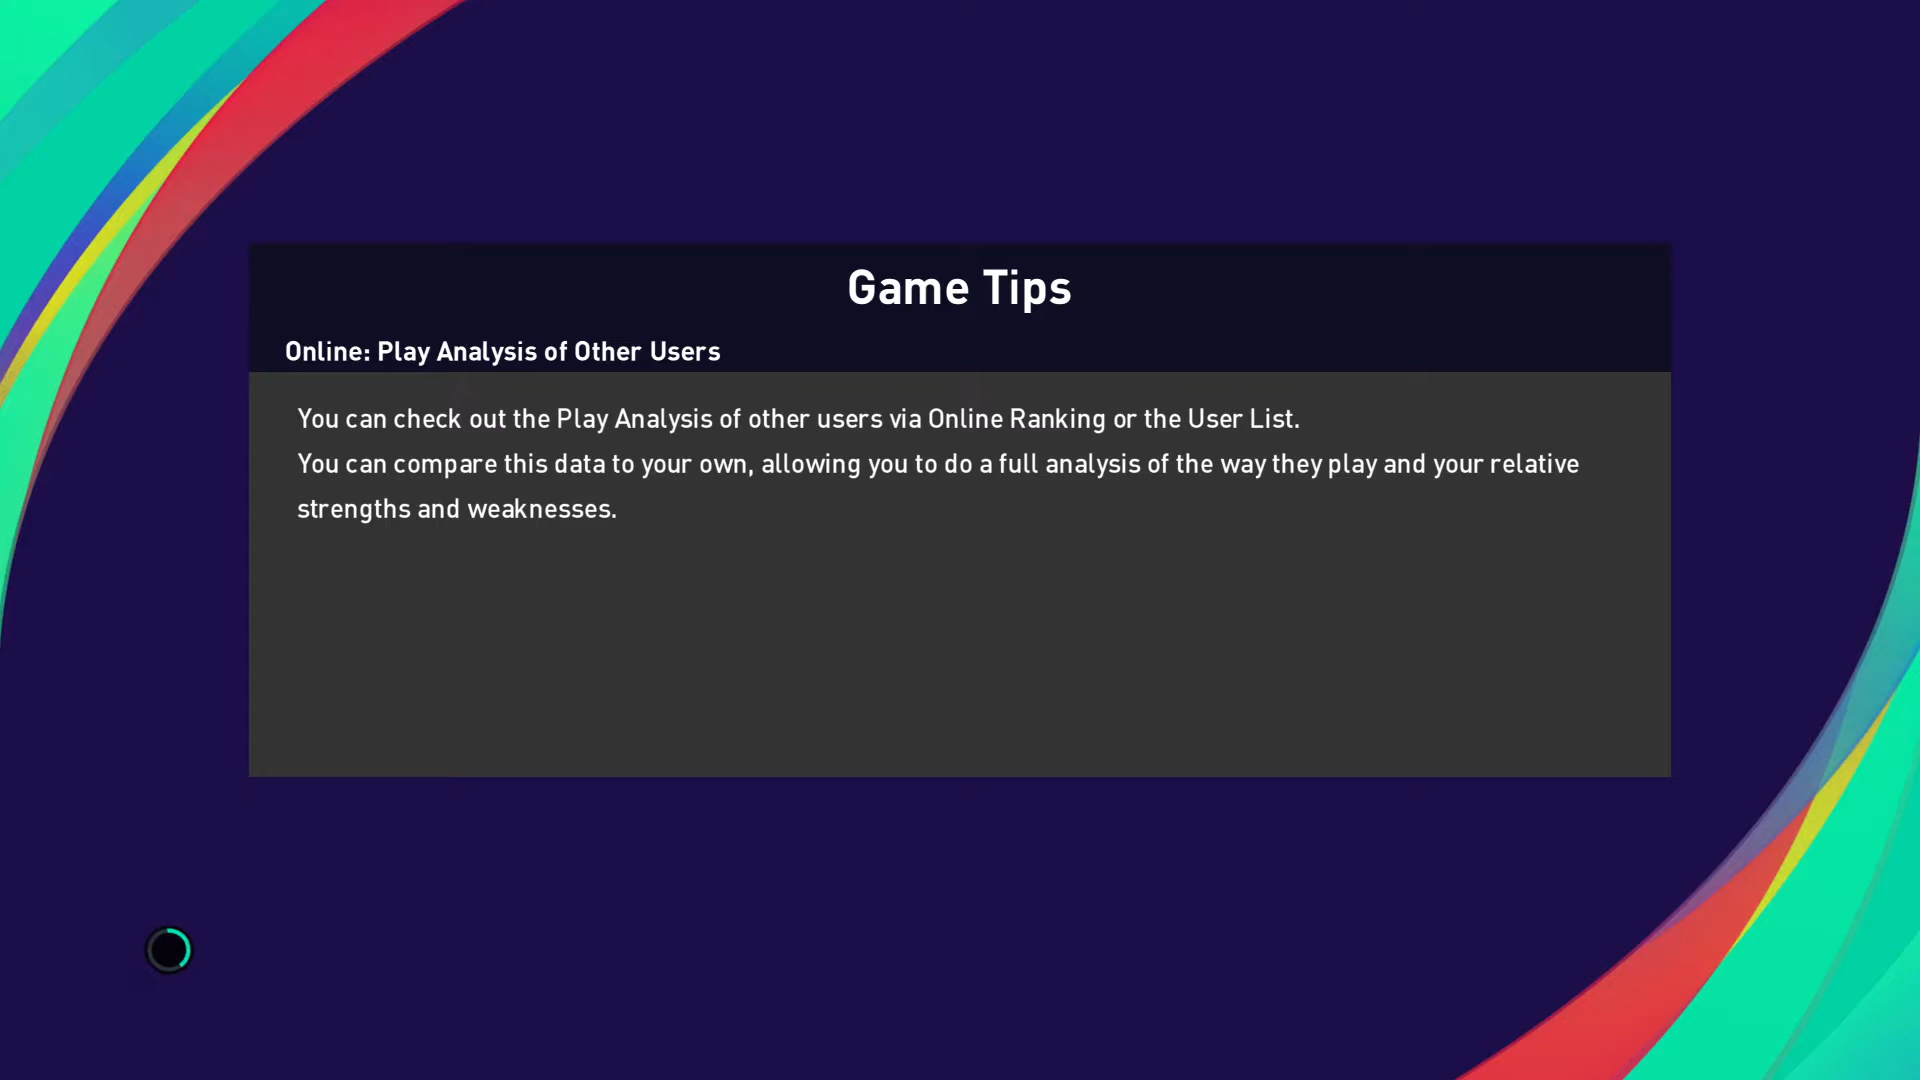 Game Tips
Online: Play Analysis of Other Users
You can check out the Play Analysis of other users via Online Ranking or the User List.
You can compare this data to your own, allowing you to do a full analysis of the way they play and your relative
strengths and weaknesses.